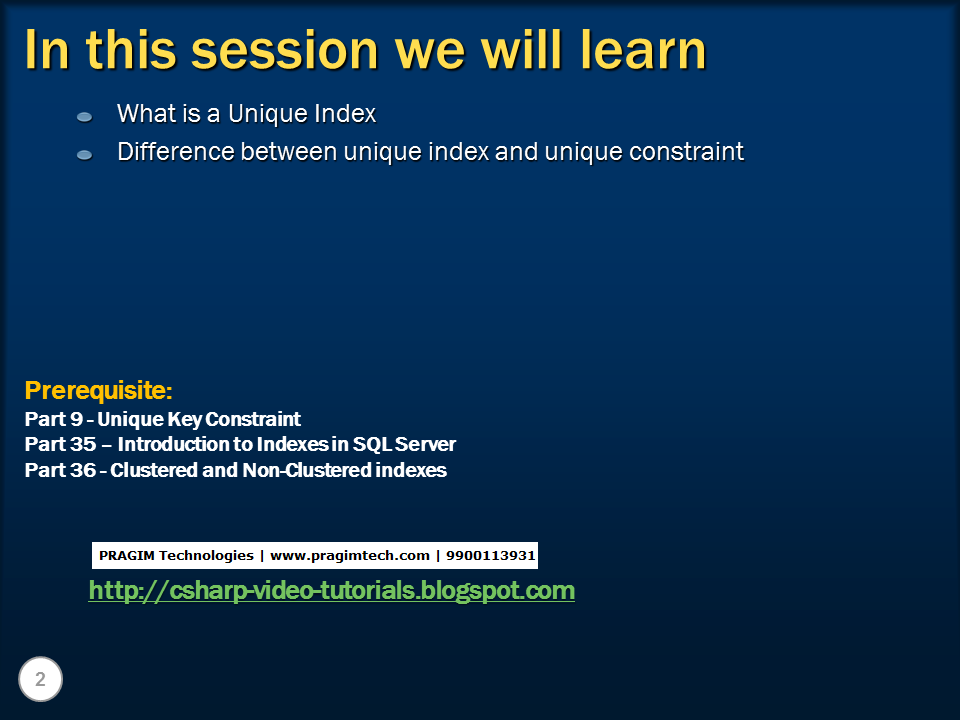 In this session we will learn
What is a Unique Index
Difference between unique index and unique constraint
Prerequisite:
Part 9 - Unique Key Constraint
Part 35 – Introduction to Indexes in SQL Server
Part 36 - Clustered and Non-Clustered indexes
PRAGIM Technologies | www.pragimtech.com | 9900113931
http://csharp-video-tutorials.blogspot.com
2